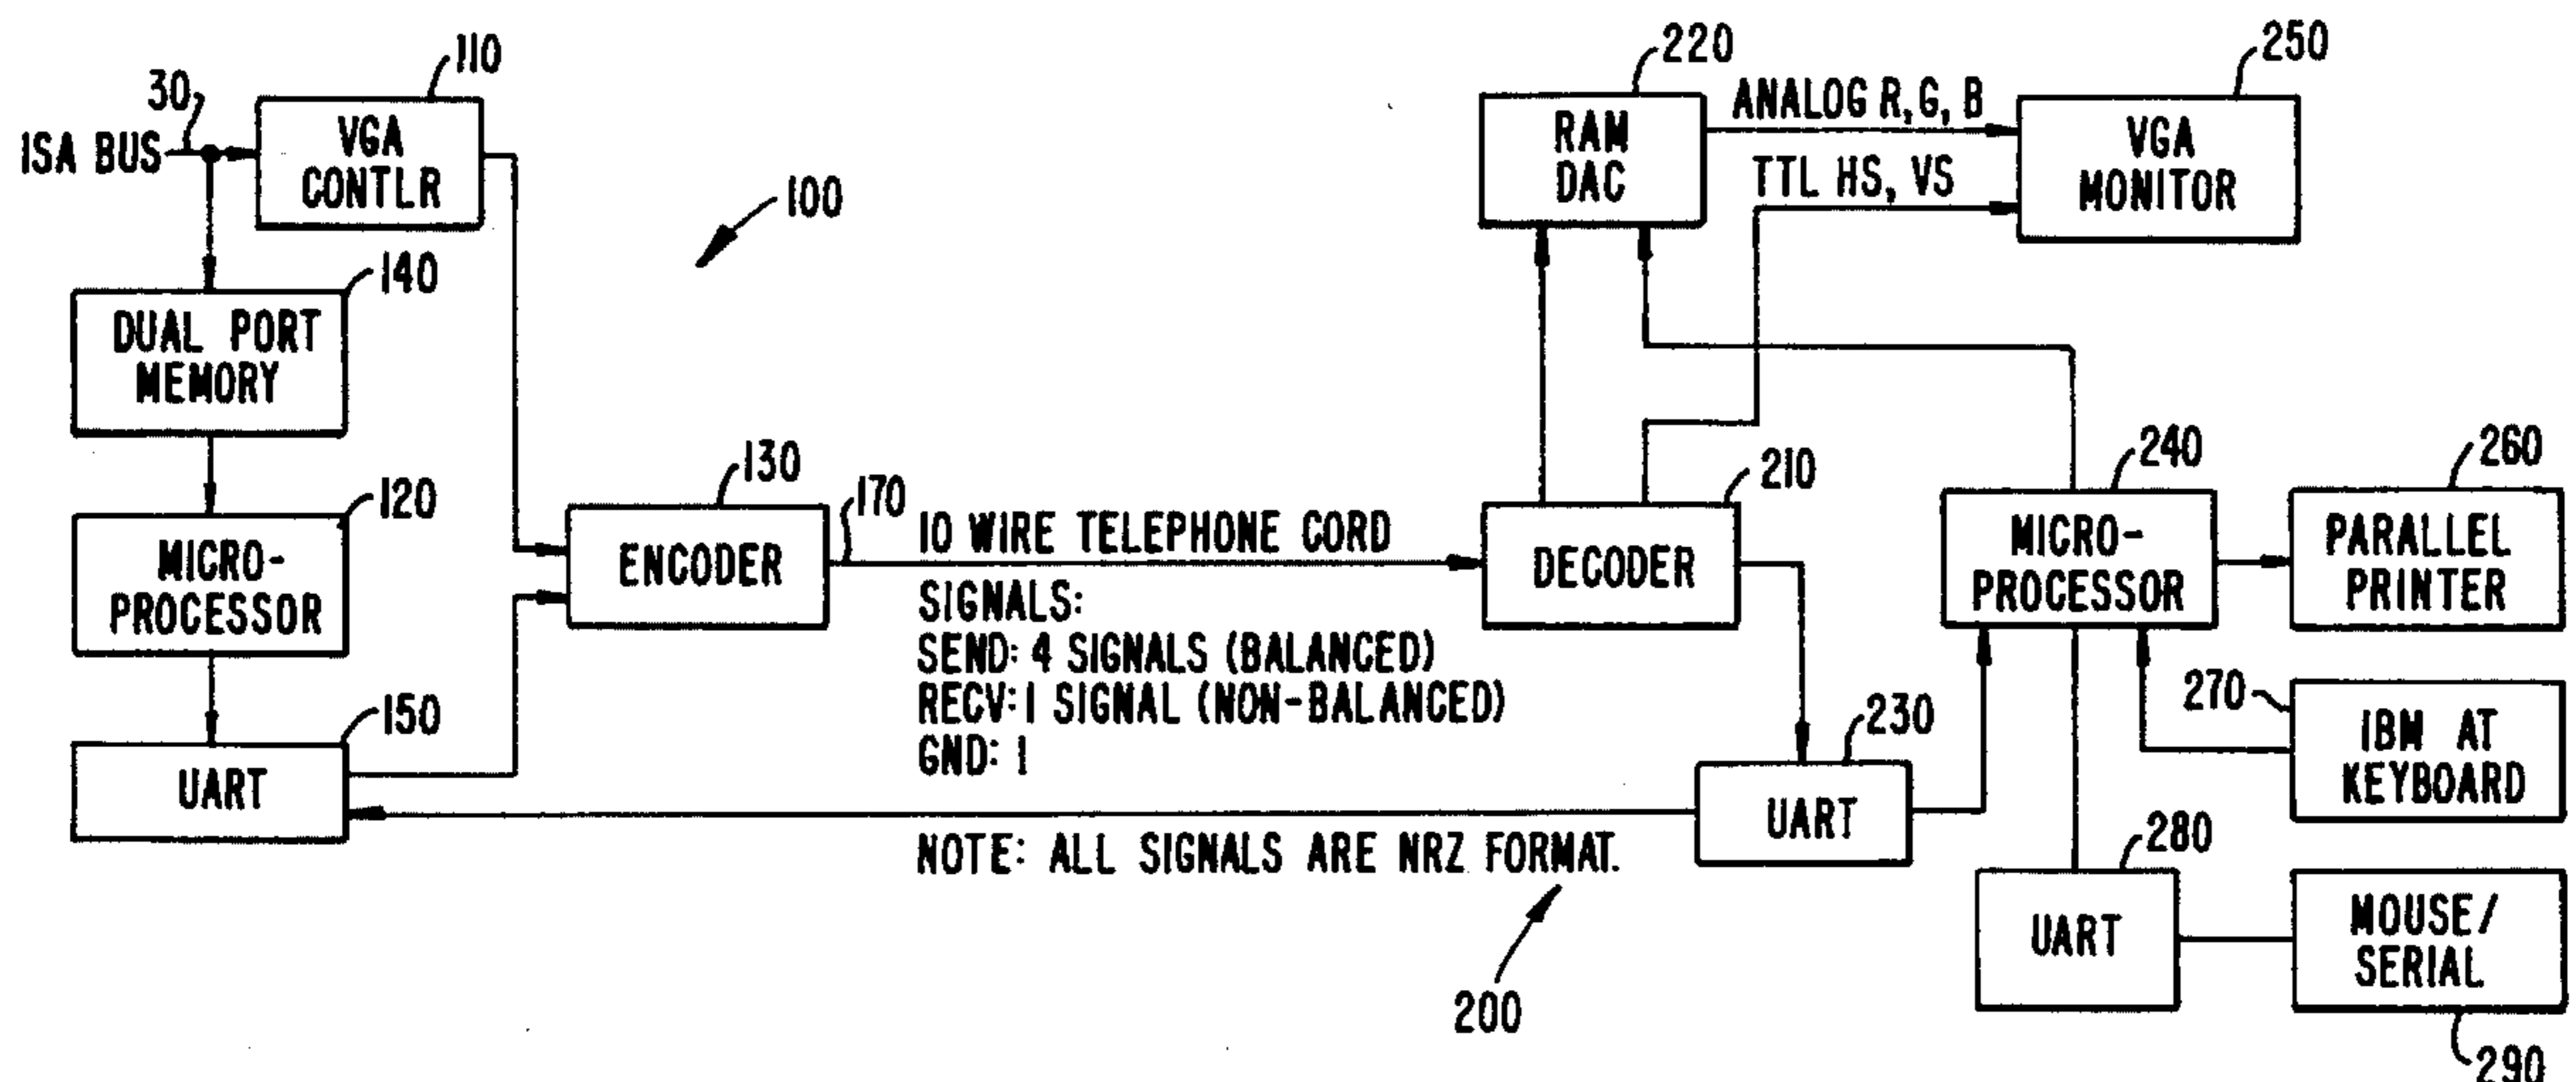 110
30
ISA BUS
VGA
CONTLR
100
140
DUAL PORT
MEMORY
120
MICRO-
PROCESSOR
150
UART
130
ENCODER
170
10 WIRE TELEPHONE CORD
SIGNALS:
SEND: 4 SIGNALS (BALANCED)
RECV: 1 SIGNAL (NON-BALANCED)
GND: 1
NOTE: ALL SIGNALS ARE NRZ FORMAT.
200
220
RAM
DAC
ANALOG R, G, B
TTL HS, VS
250
VGA
MONITOR
210
DECODER
230
UART
240
MICRO-
PROCESSOR
260
PARALLEL
PRINTER
270
IBM AT
KEYBOARD
280
UART
MOUSE/
SERIAL
290